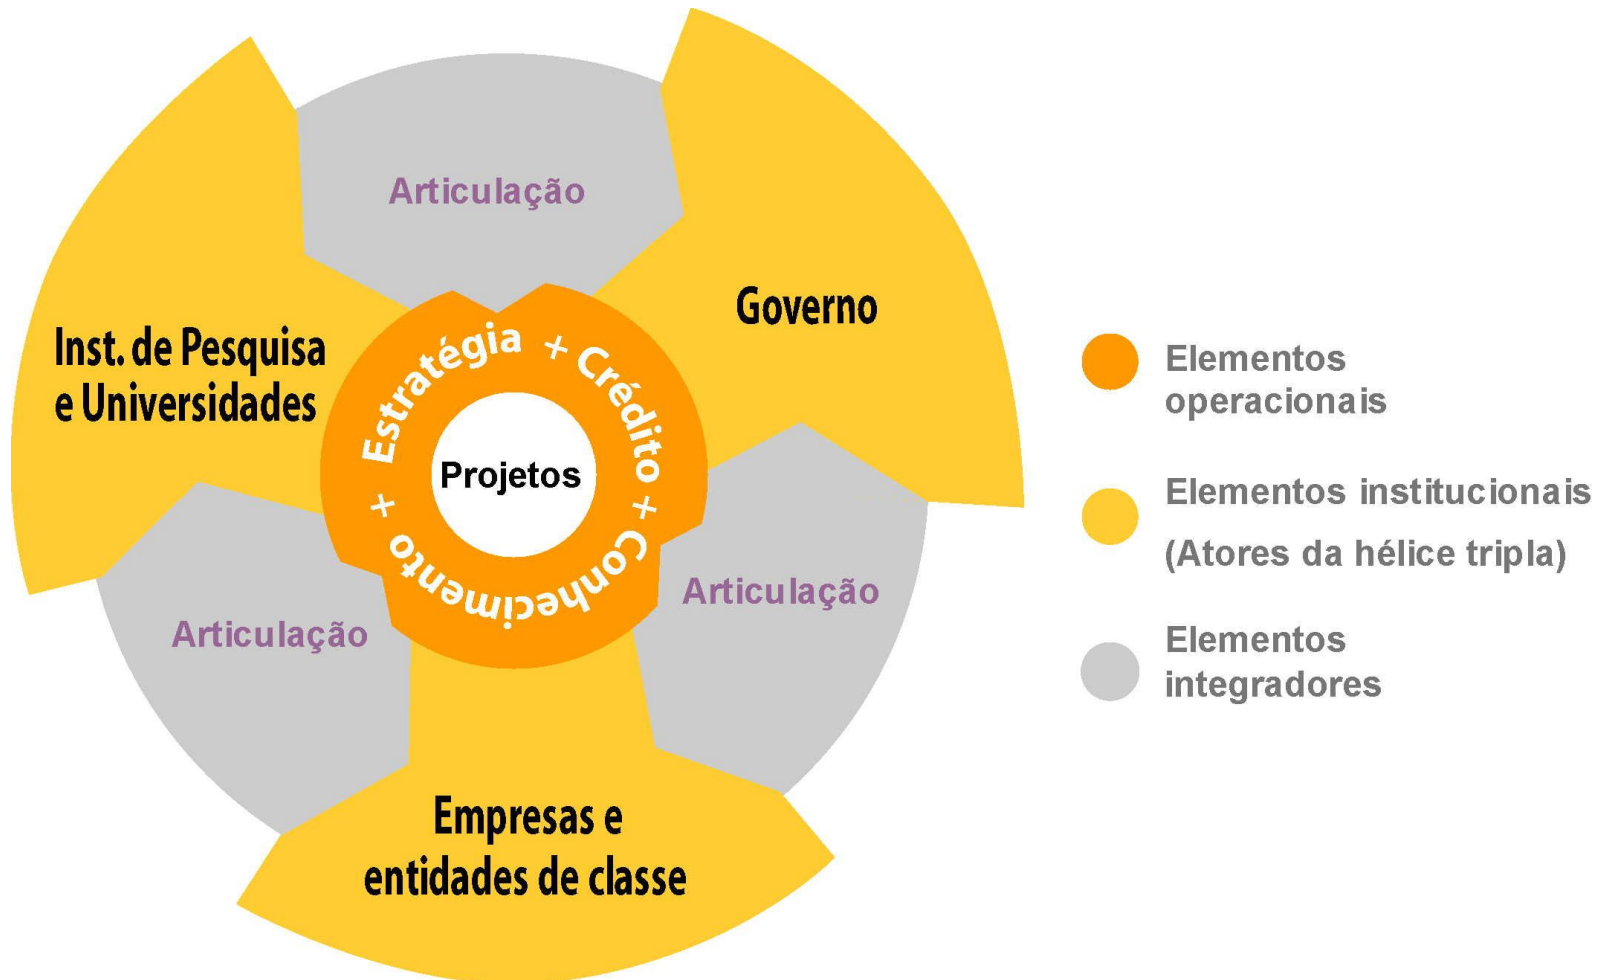 Articulação
Governo
Inst. de Pesquisa
e Universidades
Estratégia + Crédito + Conhecimento +
Projetos
Articulação
Articulação
Empresas e
entidades de classe
Elementos
operacionais
Elementos institucionais
(Atores da hélice tripla)
Elementos
integradores